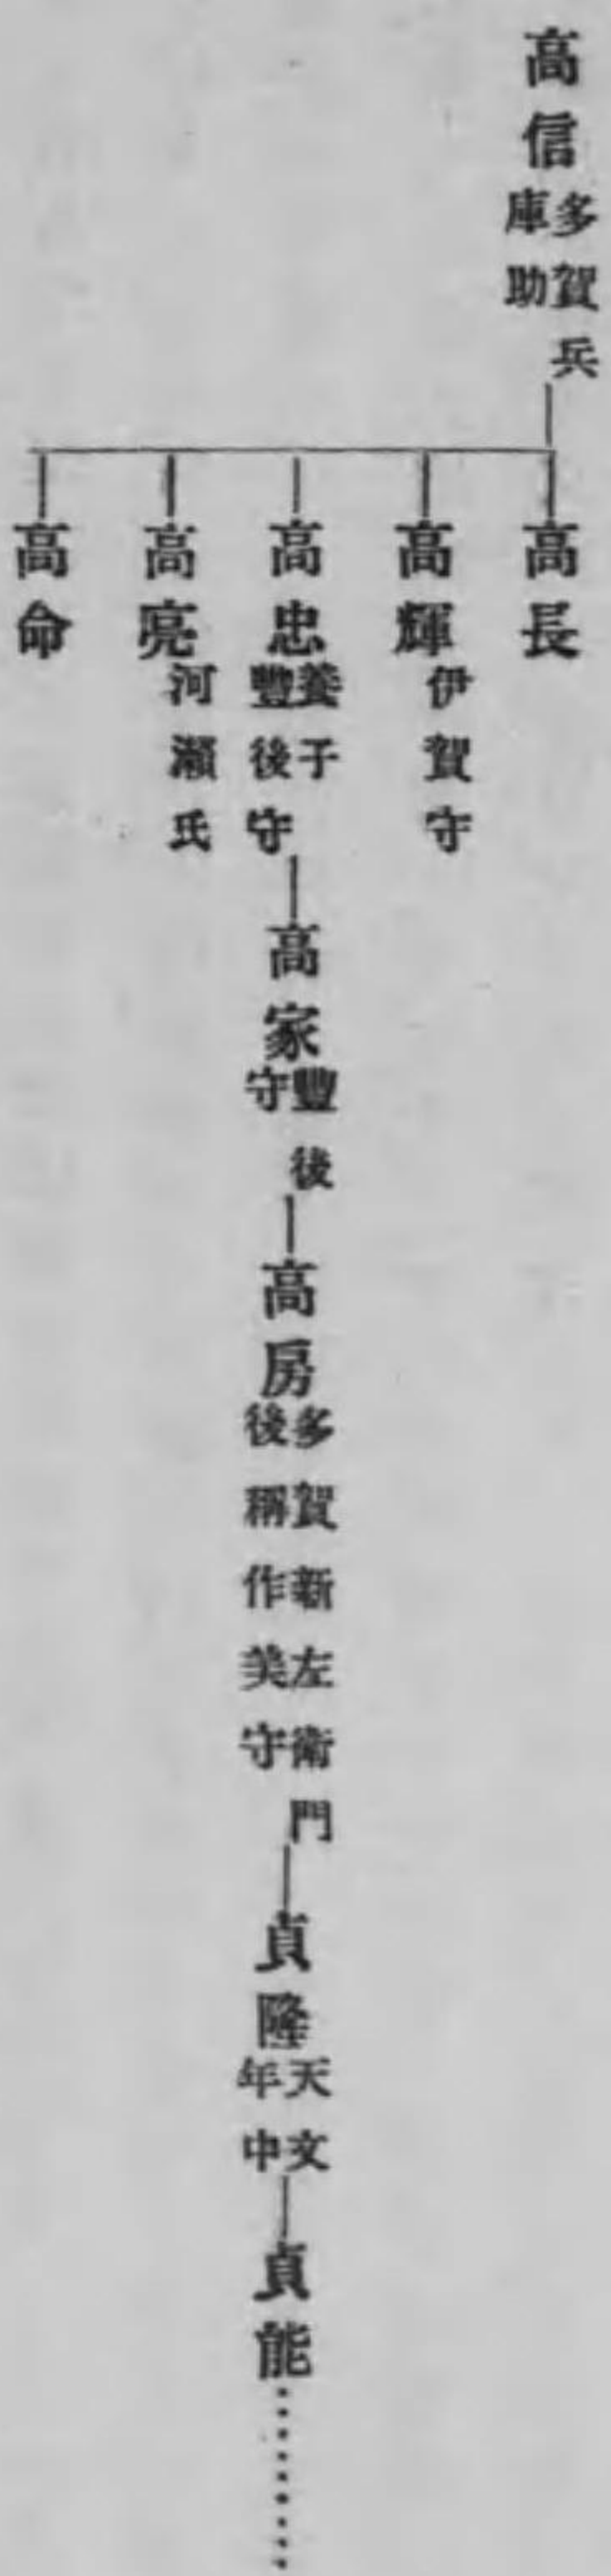 高信
多賀兵
庫助
高長
高輝
伊賀守
高忠
養子
豐後守
高家
豐後
守
高房
多賀新左衛門
後稱作美守
貞隆
天文
年中
貞能………
高亮
河瀬氏
高命